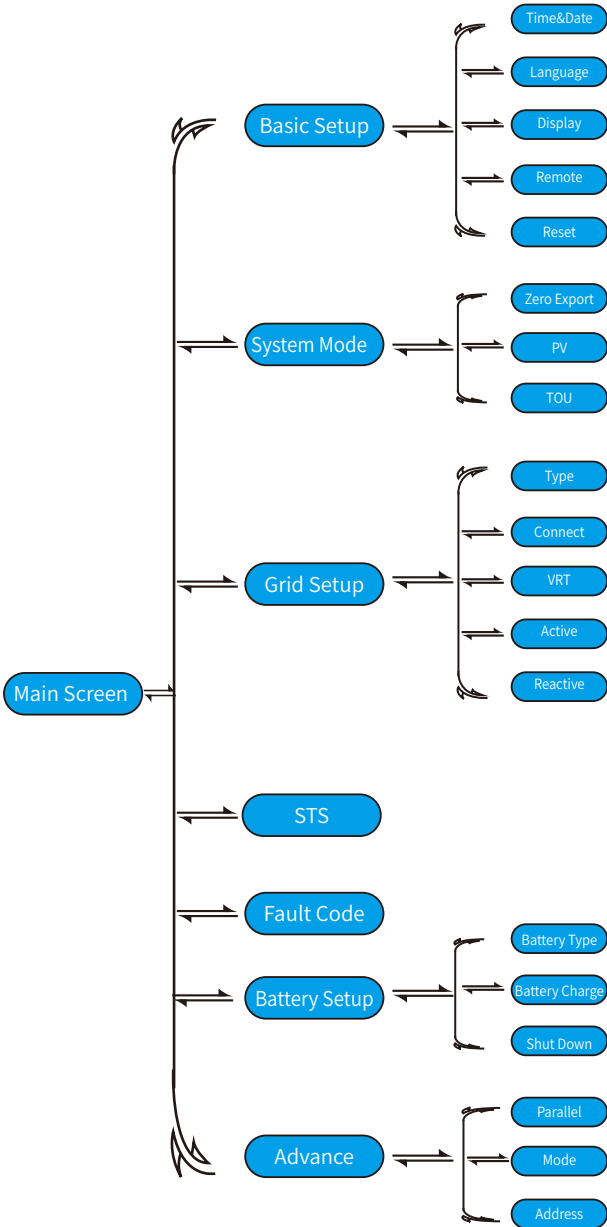 Main Screen
Basic Setup
Time&Date
Language
Display
Remote
Reset
System Mode
Zero Export
PV
TOU
Grid Setup
Type
Connect
VRT
Active
Reactive
STS
Fault Code
Battery Setup
Battery Type
Battery Charge
Shut Down
Advance
Parallel
Mode
Address